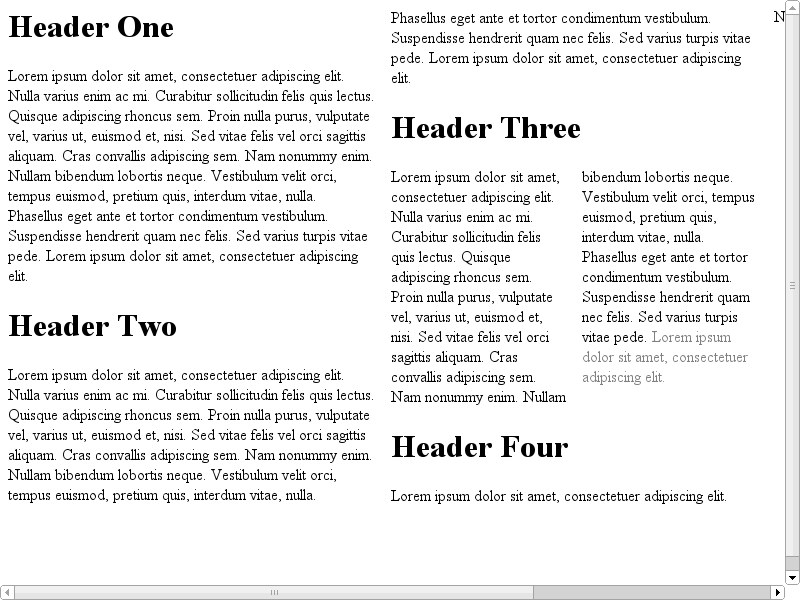 Header One
Lorem ipsum dolor sit amet, consectetuer adipiscing elit.
Nulla varius enim ac mi. Curabitur sollicitudin felis quis lectus.
Quisque adipiscing rhoncus sem. Proin nulla purus, vulputate
vel, varius ut, euismod et, nisi. Sed vitae felis vel orci sagittis
aliquam. Cras convallis adipiscing sem. Nam nonummy enim.
Nullam bibendum lobortis neque. Vestibulum velit orci,
tempus euismod, pretium quis, interdum vitae, nulla.
Phasellus eget ante et tortor condimentum vestibulum.
Suspendisse hendrerit quam nec felis. Sed varius turpis vitae
pede. Lorem ipsum dolor sit amet, consectetuer adipiscing
elit.
Header Two
Lorem ipsum dolor sit amet, consectetuer adipiscing elit.
Nulla varius enim ac mi. Curabitur sollicitudin felis quis lectus.
Quisque adipiscing rhoncus sem. Proin nulla purus, vulputate
vel, varius ut, euismod et, nisi. Sed vitae felis vel orci sagittis
aliquam. Cras convallis adipiscing sem. Nam nonummy enim.
Nullam bibendum lobortis neque. Vestibulum velit orci,
tempus euismod, pretium quis, interdum vitae, nulla.
Phasellus eget ante et tortor condimentum vestibulum.
Suspendisse hendrerit quam nec felis. Sed varius turpis vitae
pede. Lorem ipsum dolor sit amet, consectetuer adipiscing
elit.
Header Three
Lorem ipsum dolor sit amet,
consectetuer adipiscing elit.
Nulla varius enim ac mi.
Curabitur sollicitudin felis
quis lectus. Quisque
adipiscing rhoncus sem.
Proin nulla purus, vulputate
vel, varius ut, euismod et,
nisi. Sed vitae felis vel orci
sagittis aliquam. Cras
convallis adipiscing sem.
Nam nonummy enim. Nullam
bibendum lobortis neque.
Vestibulum velit orci, tempus
euismod, pretium quis,
interdum vitae, nulla.
Phasellus eget ante et tortor
condimentum vestibulum.
Suspendisse hendrerit quam
nec felis. Sed varius turpis
vitae pede. Lorem ipsum
dolor sit amet, consectetuer
adipiscing elit.
Header Four
Lorem ipsum dolor sit amet, consectetuer adipiscing elit.